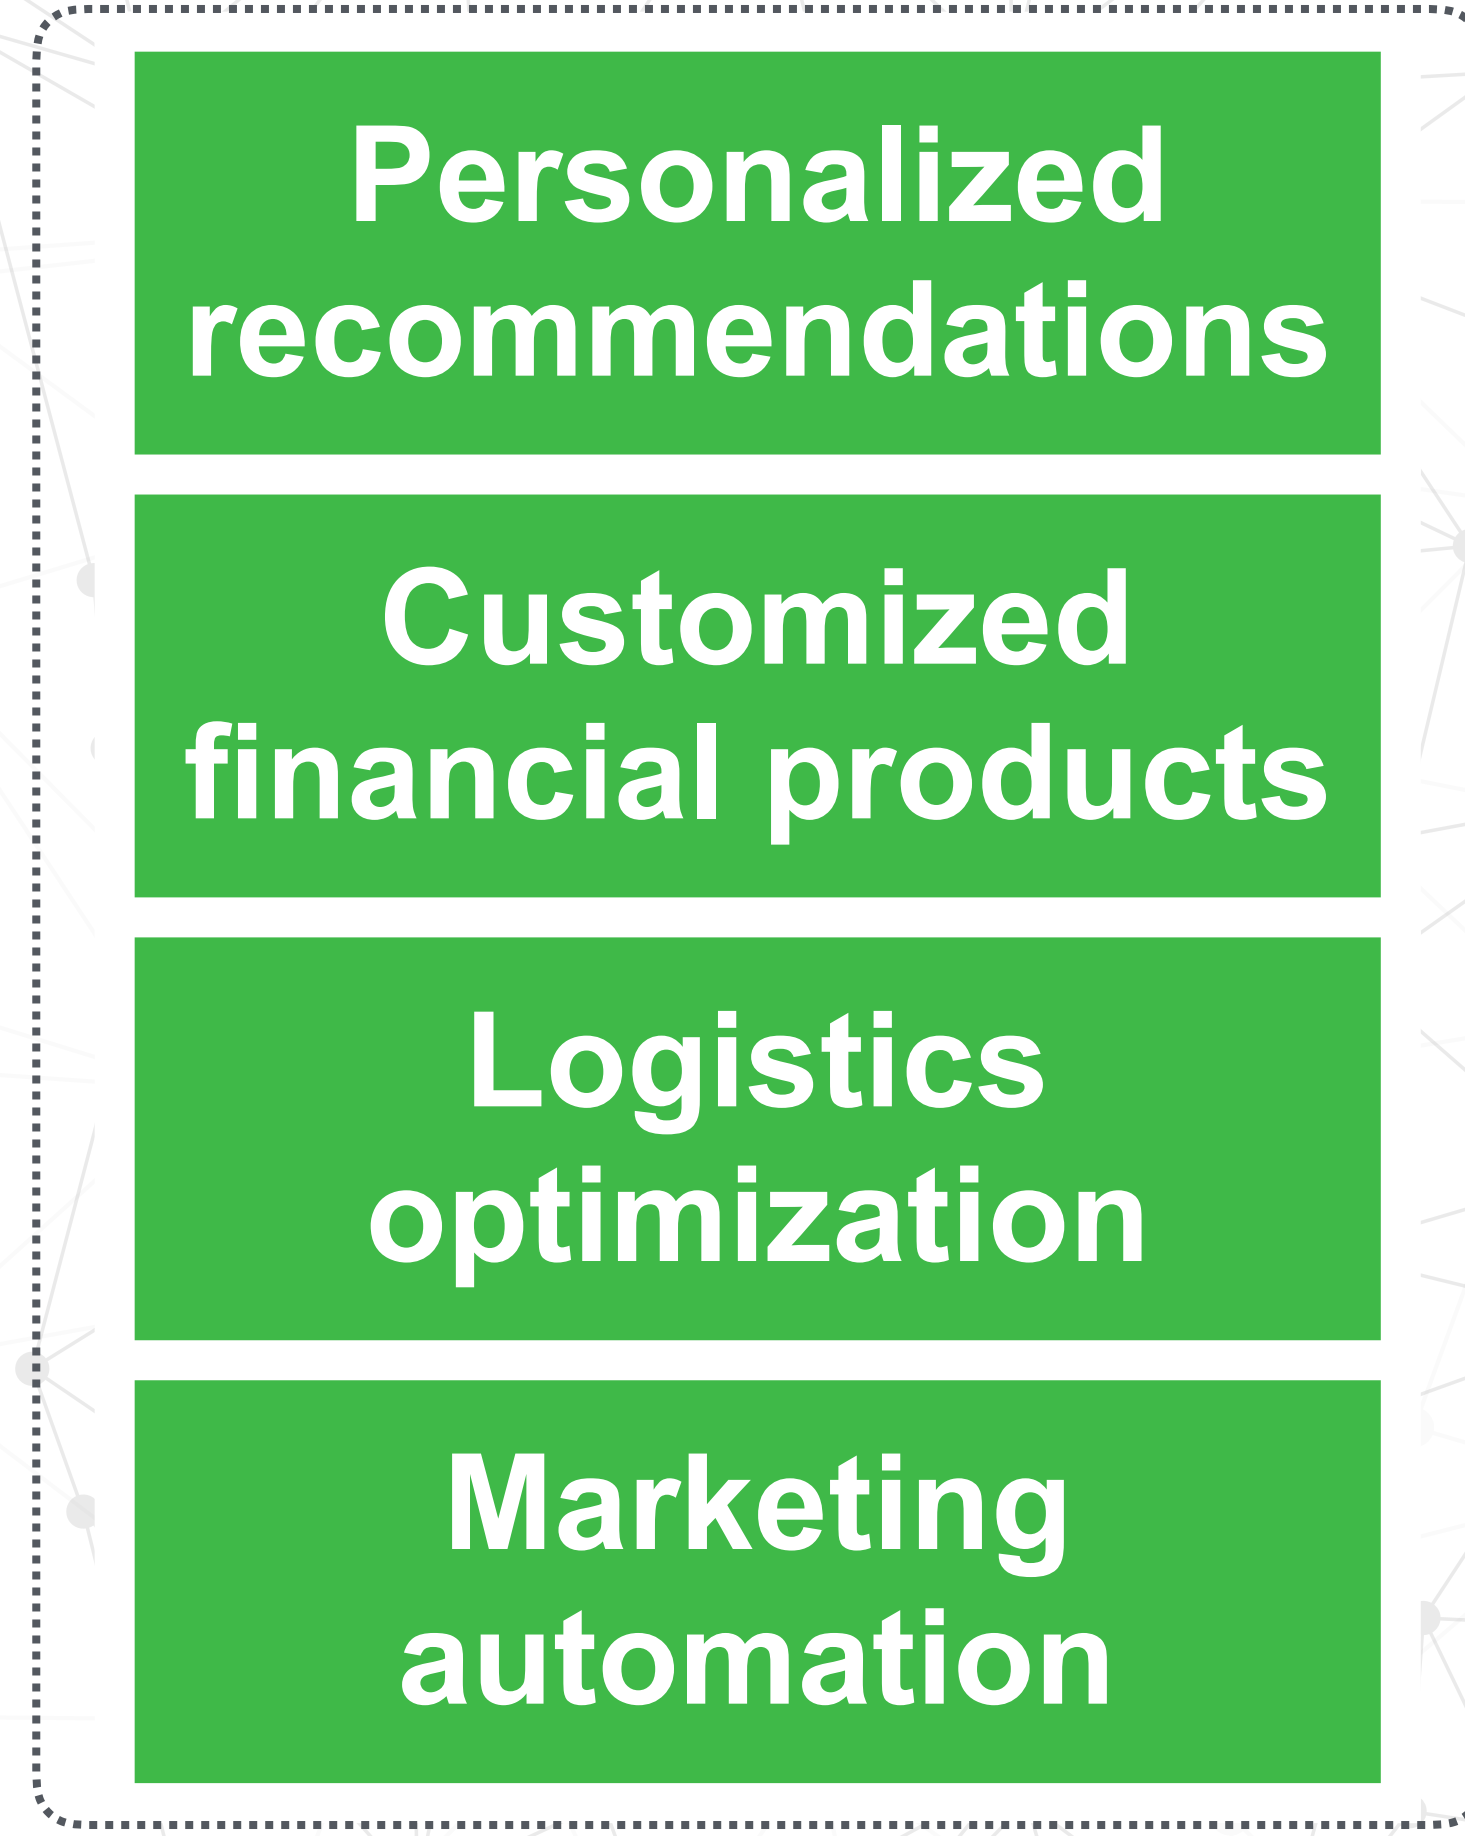 Personalized
recommendations
Customized
financial products
Logistics
optimization
Marketing
automation